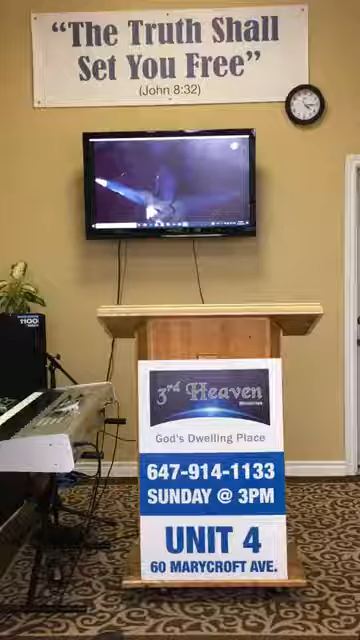 “The Truth Shall
Set You Free”
(John 8:32)
1100
3rd Heaven
Ministries
God's Dwelling Place
647-914-1133
SUNDAY @ 3PM
UNIT 4
60 MARYCROFT AVE.